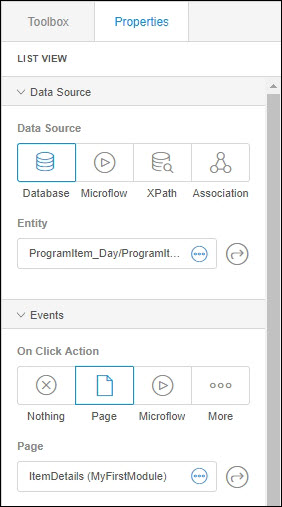 Toolbox Properties
LIST VIEW
Data Source
Data Source
Database Microflow XPath Association
Entity
ProgramItem_Day/ProgramIt...
Events
On Click Action
Nothing Page Microflow More
Page
ItemDetails (MyFirstModule)